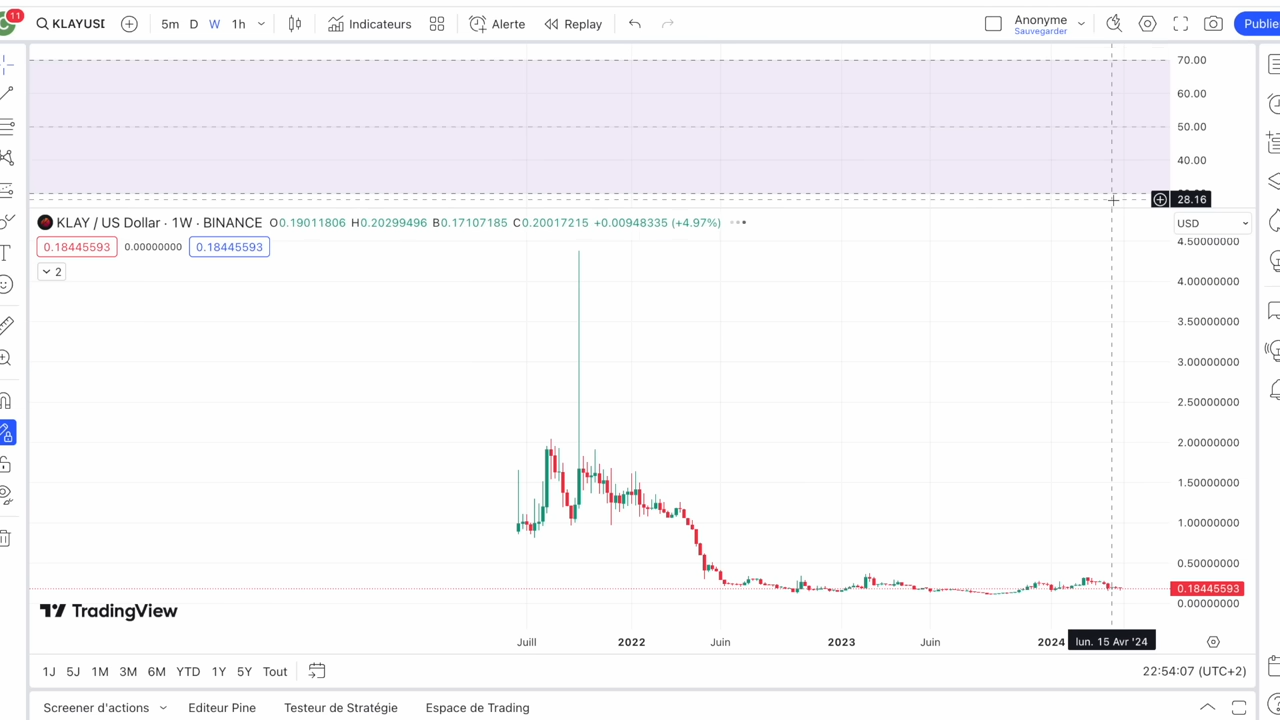 11
KLAYUSD
5m D W 1h Indicateurs Alerte Replay
Anonyme
Sauvegarder
Publie
70.00
60.00
50.00
40.00
28.16
KLAY / US Dollar · 1W · BINANCE O0.19011806 H0.20299496 B0.17107185 C0.20017215 +0.00948335 (+4.97%)
USD
0.18445593 0.00000000 0.18445593
2
4.50000000
4.00000000
3.50000000
3.00000000
2.50000000
2.00000000
1.50000000
1.00000000
0.50000000
0.18445593
0.00000000
TradingView
Juill 2022 Juin 2023 Juin 2024 lun. 15 Avr '24
1J 5J 1M 3M 6M YTD 1Y 5Y Tout
22:54:07 (UTC+2)
Screener d'actions Editeur Pine Testeur de Stratégie Espace de Trading